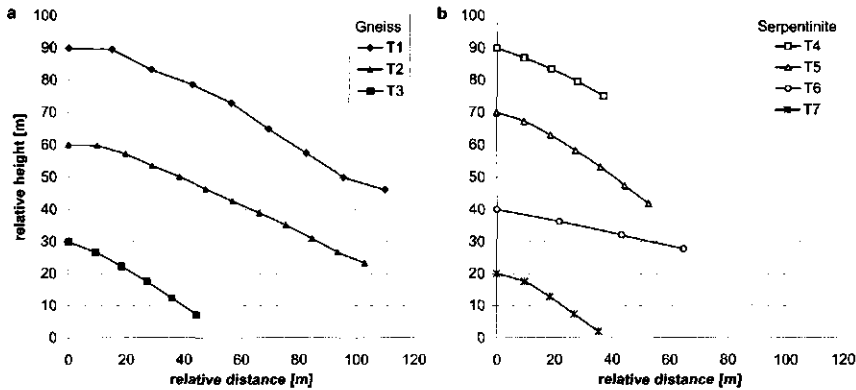 a
Gneiss
T1
T2
T3
relative height [m]
100
90
80
70
60
50
40
30
20
10
0
0 20 40 60 80 100 120
relative distance [m]
b
Serpentinite
T4
T5
T6
T7
100
90
80
70
60
50
40
30
20
10
0
0 20 40 60 80 100 120
relative distance [m]